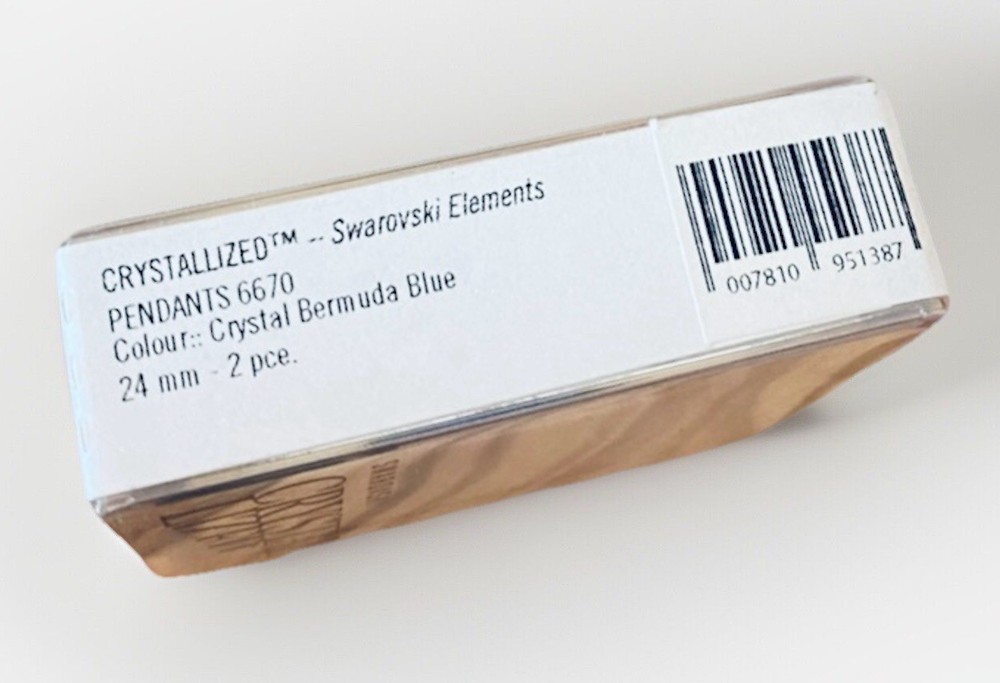 CRYSTALLIZED™ -- Swarovski Elements
PENDANTS 6670
Colour:: Crystal Bermuda Blue
24 mm - 2 pce.
007810 951387